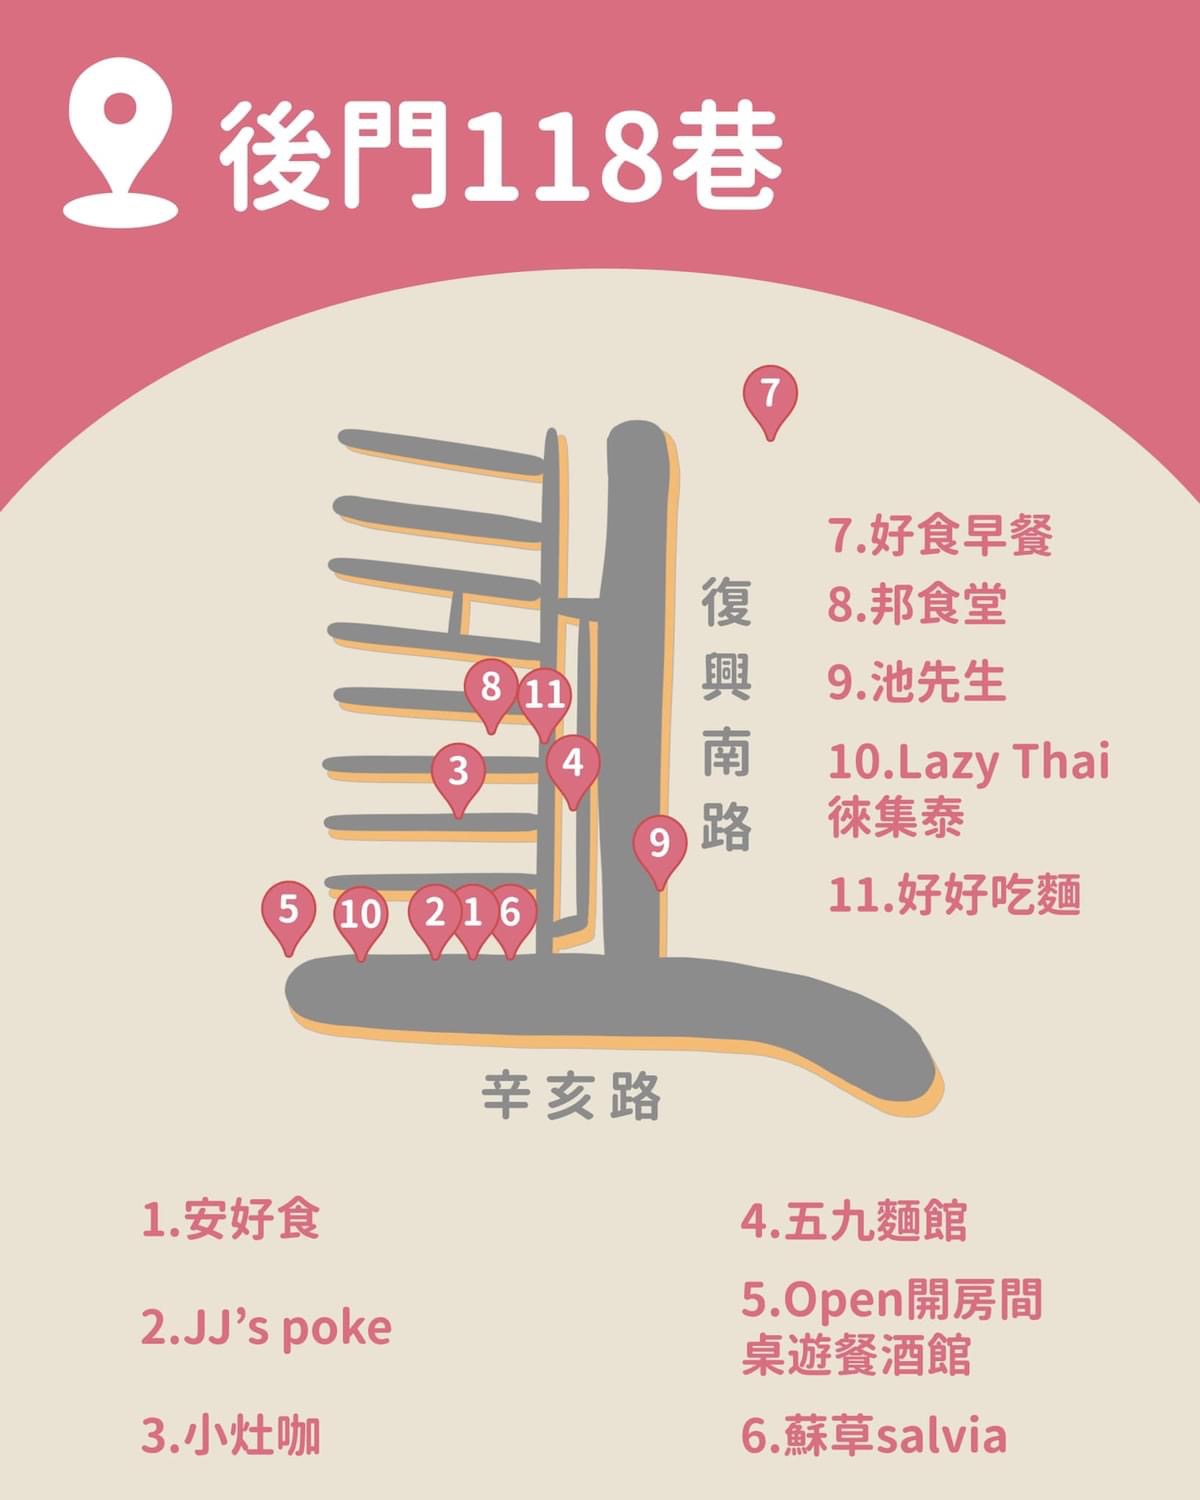 後門118巷
7
8
11
3
4
9
5
10
2
1
6
復興南路
辛亥路
7.好食早餐
8.邦食堂
9.池先生
10.Lazy Thai
徠集泰
11.好好吃麵
1.安好食
2.JJ’s poke
3.小灶咖
4.五九麵館
5.Open開房間
桌遊餐酒館
6.蘇草salvia